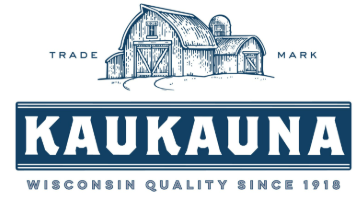 TRADE MARK
KAUKAUNA
WISCONSIN QUALITY SINCE 1918